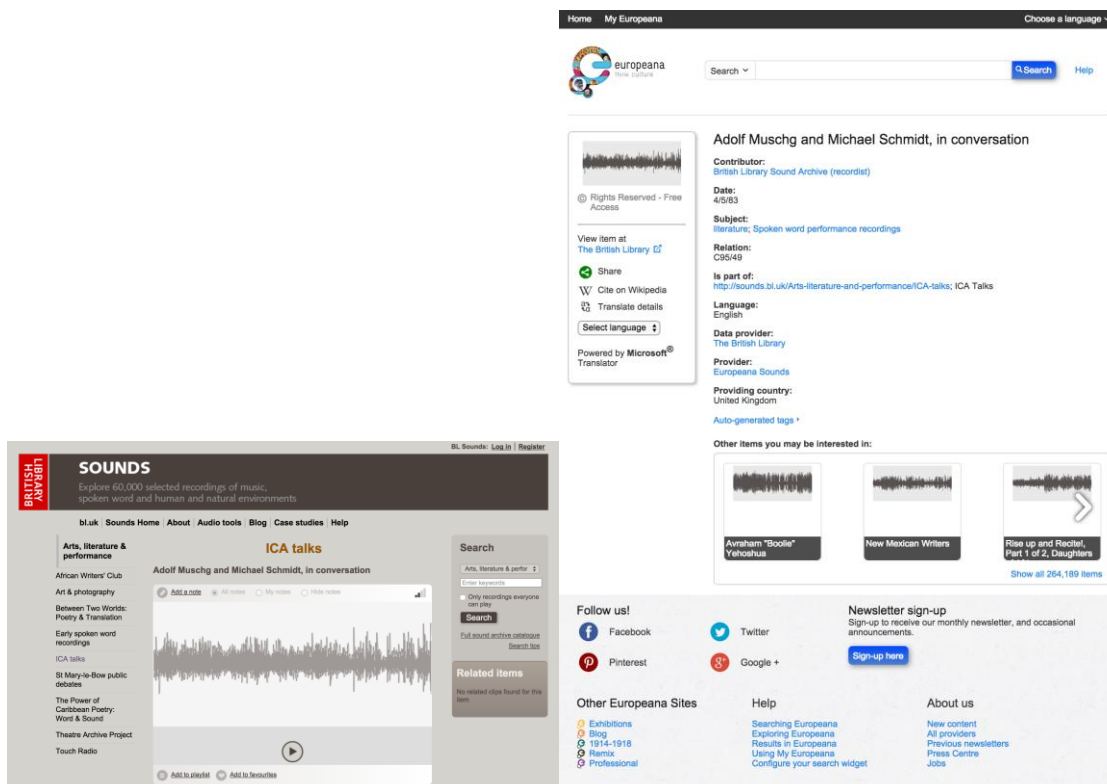 Home My Europeana Choose a language
europeana
think culture
Search Search Help
Adolf Muschg and Michael Schmidt, in conversation
Contributor:
British Library Sound Archive (recordist)
Date:
4/5/83
Subject:
literature; Spoken word performance recordings
Relation:
C95/49
Is part of:
http://sounds.bl.uk/Arts-literature-and-performance/ICA-talks; ICA Talks
Language:
English
Data provider:
The British Library
Provider:
Europeana Sounds
Providing country:
United Kingdom
Auto-generated tags
© Rights Reserved - Free
Access
View item at
The British Library
Share
W Cite on Wikipedia
Translate details
Select language
Powered by Microsoft®
Translator
Other items you may be interested in:
Avraham "Boolie"
Yehoshua
New Mexican Writers
Rise up and Recite!,
Part 1 of 2, Daughters
Show all 264,189 items
Follow us!
Facebook
Twitter
Pinterest
Google +
Newsletter sign-up
Sign-up to receive our monthly newsletter, and occasional
announcements.
Sign-up here
Other Europeana Sites
Exhibitions
Blog
1914-1918
Remix
Professional
Help
Searching Europeana
Exploring Europeana
Results in Europeana
Using My Europeana
Configure your search widget
About us
New content
All providers
Previous newsletters
Press Centre
Jobs
BL Sounds: Log in | Register
BRITISH
LIBRARY
SOUNDS
Explore 60,000 selected recordings of music,
spoken word and human and natural environments
bl.uk | Sounds Home | About | Audio tools | Blog | Case studies | Help
Arts, literature &
performance
African Writers' Club
Art & photography
Between Two Worlds:
Poetry & Translation
Early spoken word
recordings
ICA talks
St Mary-le-Bow public
debates
The Power of
Caribbean Poetry:
Word & Sound
Theatre Archive Project
Touch Radio
ICA talks
Adolf Muschg and Michael Schmidt, in conversation
Add a note All notes My notes Hide notes
Add to playlist Add to favourites
Search
Arts, literature & perfor
Enter keywords
Only recordings everyone
can play
Search
Full sound archive catalogue
Search tips
Related items
No related clips found for this
item